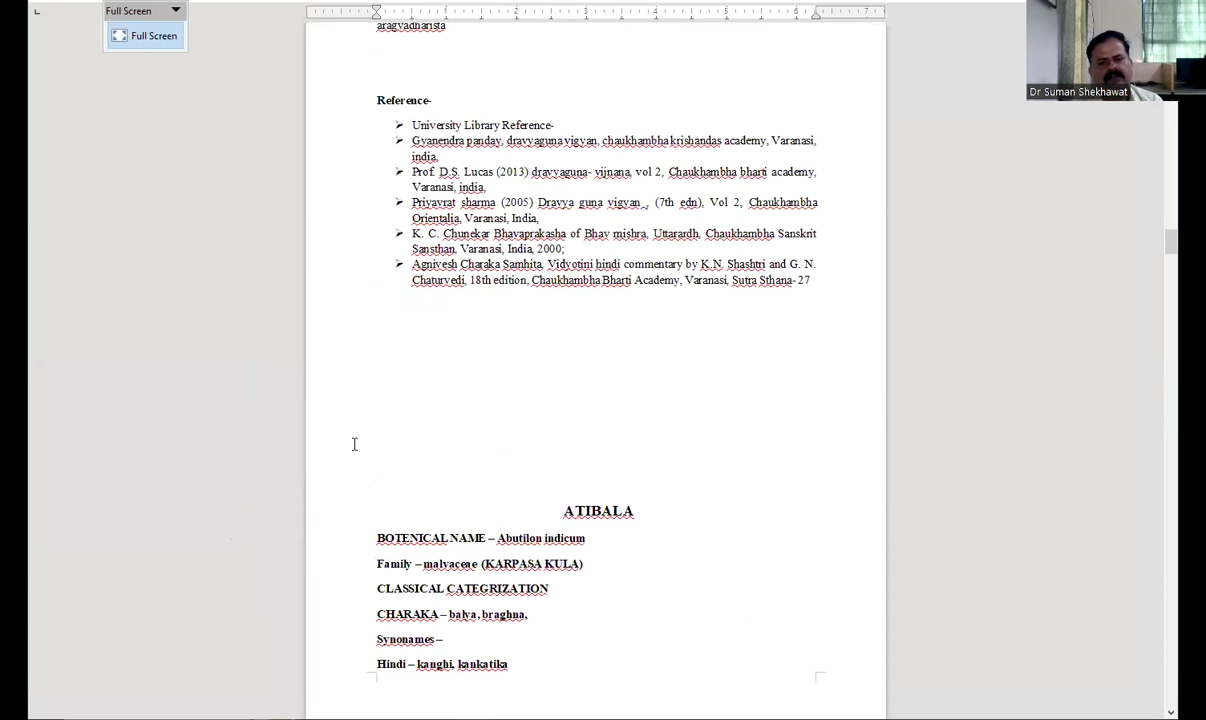 Full Screen
Full Screen
aragvadharista
Reference-
University Library Reference-
Gyanendra panday, dravyaguna vigyan, chaukhambha krishandas academy, Varanasi,
india,
Prof. D.S. Lucas (2013) dravyaguna- vijnana, vol 2, Chaukhambha bharti academy,
Varanasi, india,
Priyavrat sharma (2005) Dravya guna vigyan , (7th edn), Vol 2, Chaukhambha
Orientalia, Varanasi, India,
K. C. Chunekar Bhavaprakasha of Bhav mishra, Uttarardh, Chaukhambha Sanskrit
Sansthan, Varanasi, India, 2000;
Agnivesh Charaka Samhita, Vidyotini hindi commentary by K.N. Shashtri and G. N.
Chaturvedi, 18th edition, Chaukhambha Bharti Academy, Varanasi, Sutra Sthana- 27
ATIBALA
BOTENICAL NAME – Abutilon indicum
Family – malvaceae (KARPASA KULA)
CLASSICAL CATEGRIZATION
CHARAKA – balya, braghna,
Synonames –
Hindi – kanghi, kankatika
Dr Suman Shekhawat